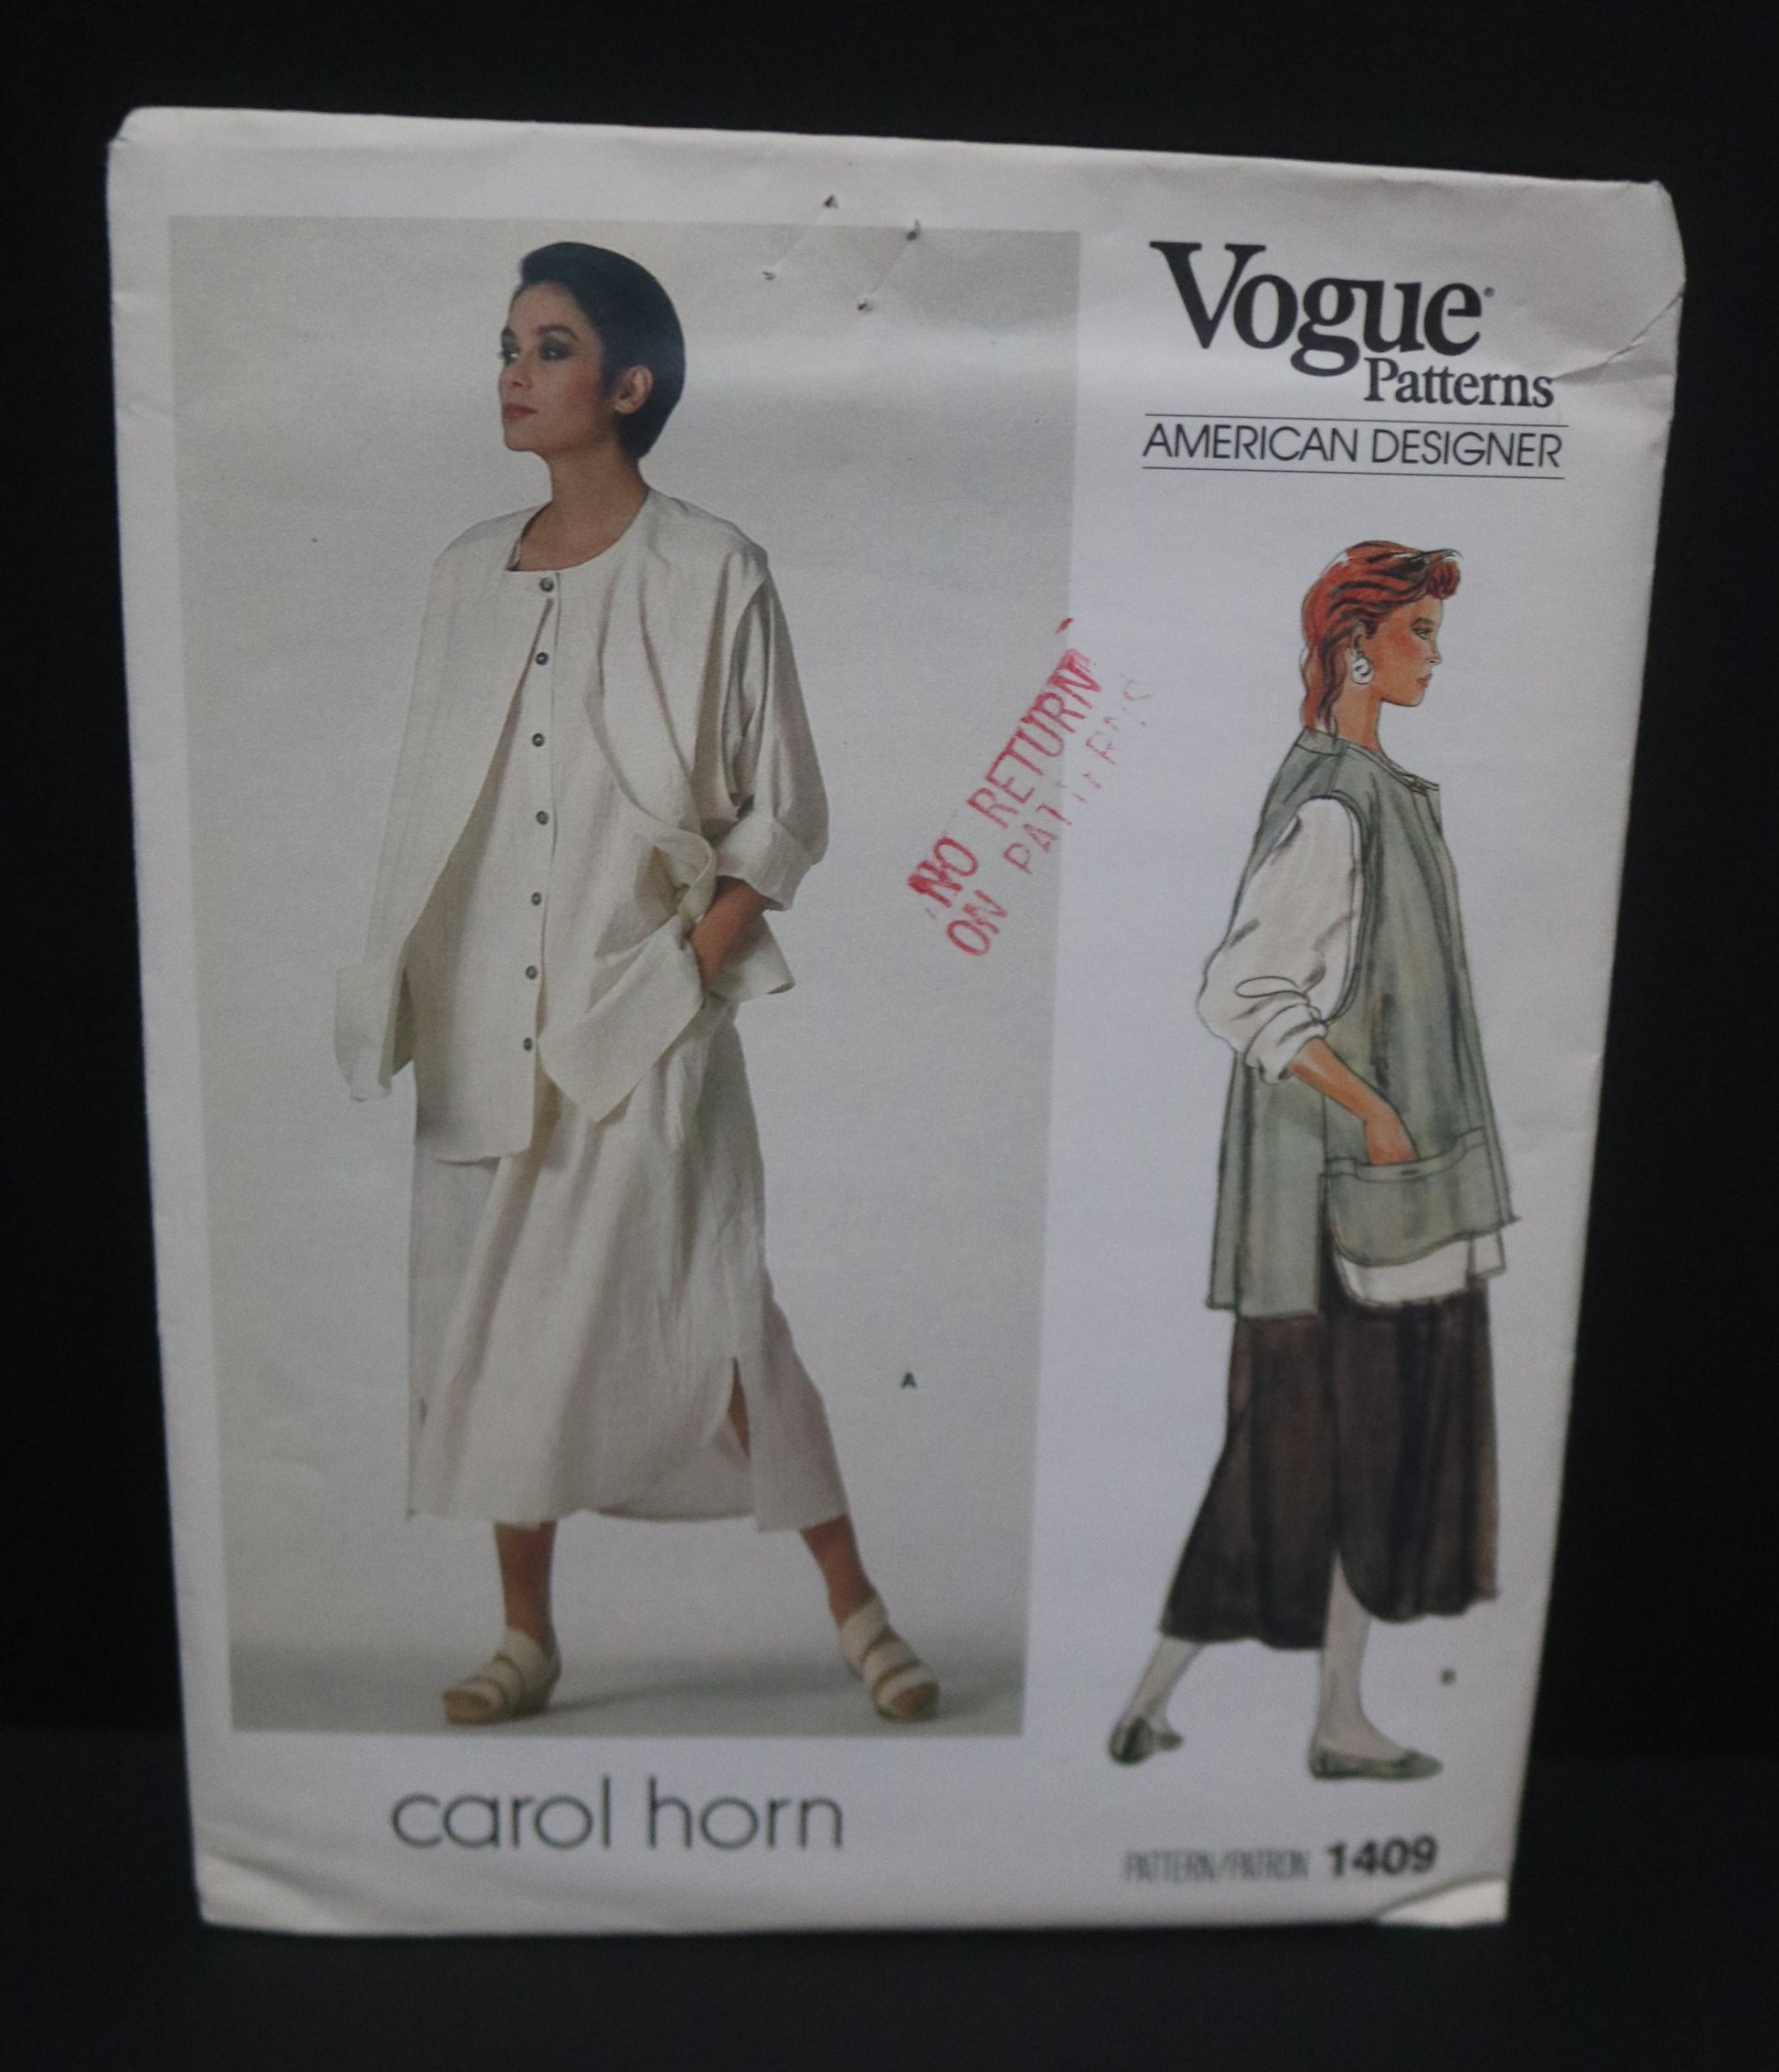 Vogue®
Patterns
AMERICAN DESIGNER
NO RETURN
ON PATTERNS
A
B
carol horn
PATTERN/PATRON 1409